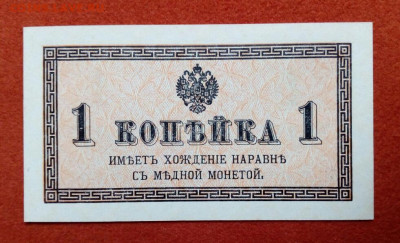 1 КОПѢЙКА 1
ИМѢЕТЪ ХОЖДЕНІЕ НАРАВНѢ
СЪ МѢДНОЙ МОНЕТОЙ.